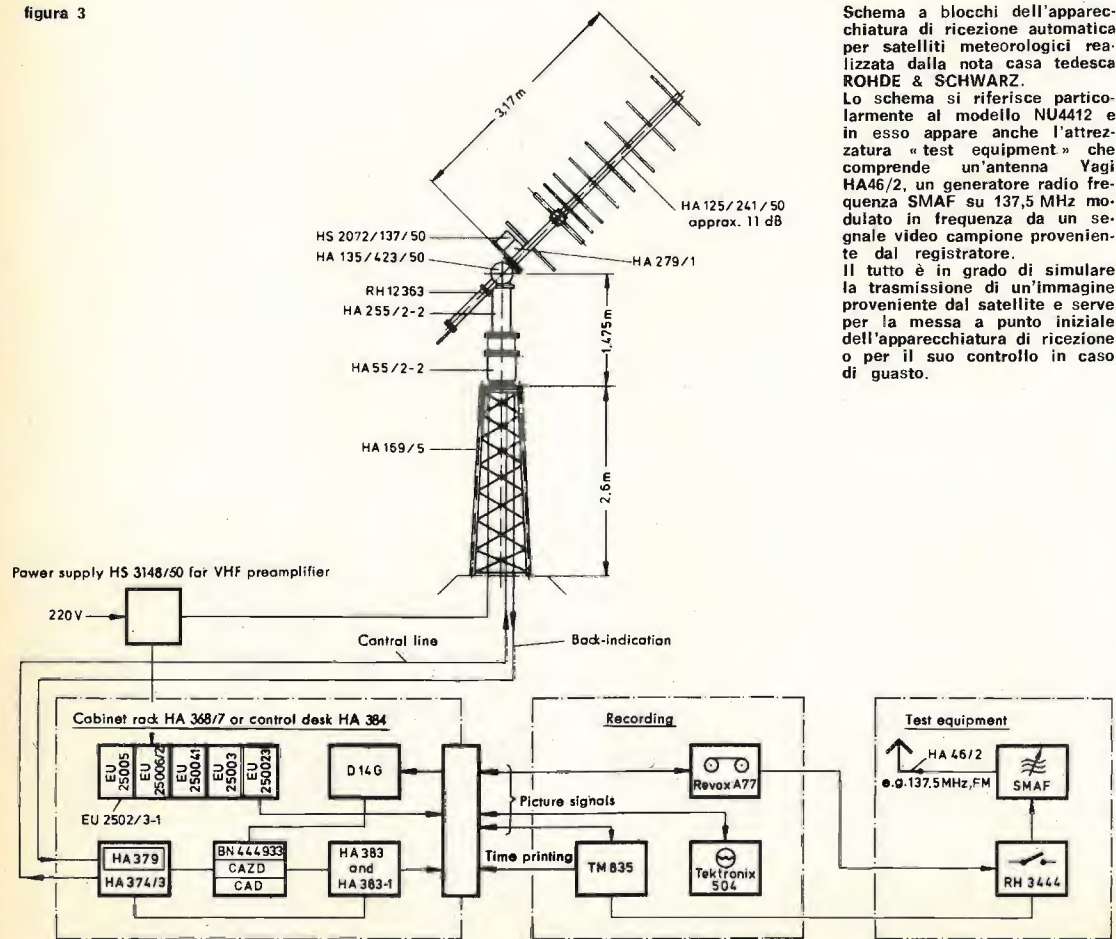 figura 3
Schema a blocchi dell'apparec-
chiatura di ricezione automatica
per satelliti meteorologici rea-
lizzata dalla nota casa tedesca
ROHDE & SCHWARZ.
Lo schema si riferisce partico-
larmente al modello NU4412 e
in esso appare anche l'attrez-
zatura « test equipment » che
comprende un'antenna Yagi
HA46/2, un generatore radio fre-
quenza SMAF su 137,5 MHz mo-
dulato in frequenza da un se-
gnale video campione provenien-
te dal registratore.
Il tutto è in grado di simulare
la trasmissione di un'immagine
proveniente dal satellite e serve
per la messa a punto iniziale
dell'apparecchiatura di ricezione
o per il suo controllo in caso
di guasto.
3,17m
HA 125/241/50
approx. 11 dB
HS 2072/137/50
HA 135/423/50
HA 279/1
RH 12363
HA 255/2-2
1,475m
HA 55/2-2
HA 159/5
2,6m
Power supply HS 3148/50 for VHF preamplifier
220V
Control line
Back-indication
Cabinet rack HA 368/7 or control desk HA 384
EU
25005
EU
25006/2
EU
250041
EU
25003
EU
250023
EU 2502/3-1
D14G
HA 379
HA 374/3
BN 444933
CAZD
CAD
HA 383
and
HA 383-1
Recording
Picture signals
Time printing
Revox A77
TM 835
Tektronix
504
Test equipment
HA 46/2
e.g.137,5MHz,FM
SMAF
RH 3444